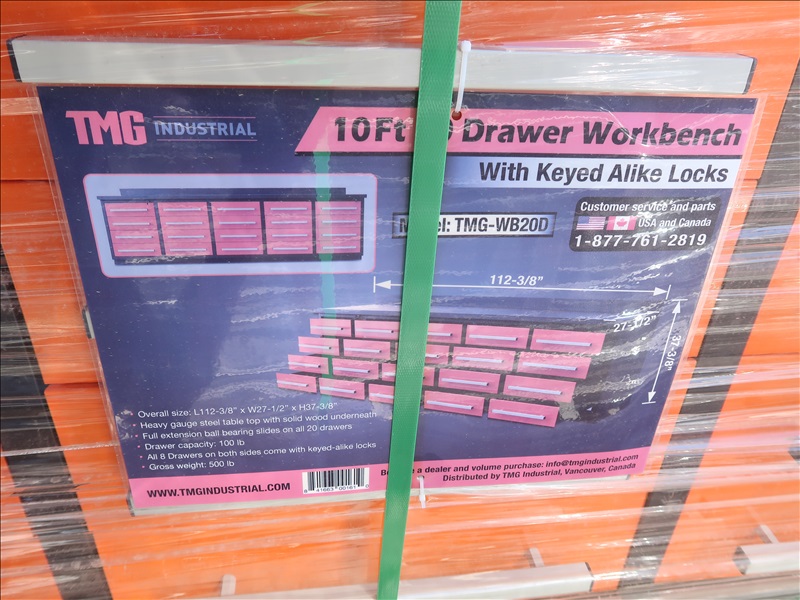 TMG INDUSTRIAL
10Ft Drawer Workbench
With Keyed Alike Locks
Customer service and parts
USA and Canada
1-877-761-2819
TMG-WB20D
112-3/8"
27-1/2"
37-3/8"
• Overall size: L112-3/8" x W27-1/2" x H37-3/8"
• Heavy gauge steel table top with solid wood underneath
• Full extension ball bearing slides on all 20 drawers
• Drawer capacity: 100 lb
• All 8 Drawers on both sides come with keyed-alike locks
• Gross weight: 500 lb
WWW.TMGINDUSTRIAL.COM
a dealer and volume purchase: info@tmgindustrial.com
Distributed by TMG Industrial, Vancouver, Canada